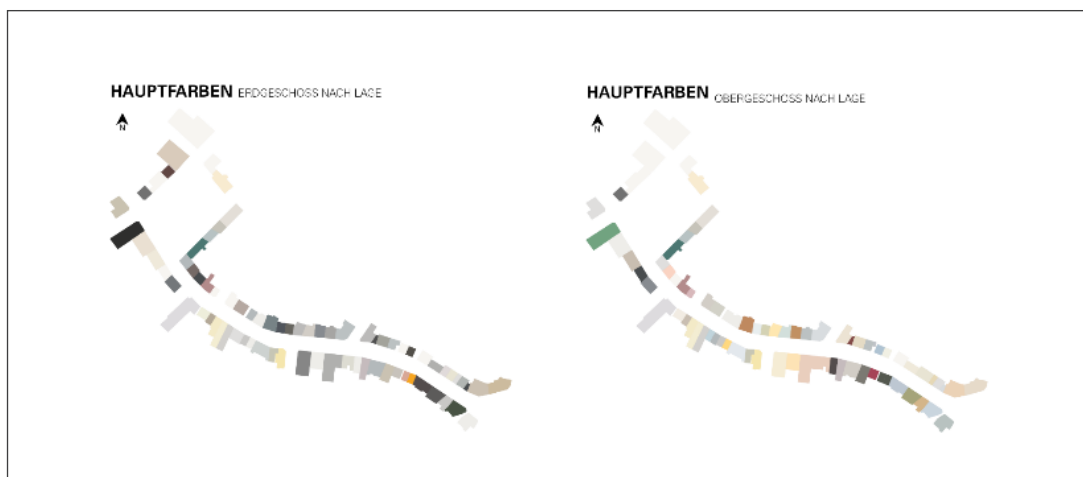 HAUPTFARBEN ERDGESCHOSS NACH LAGE
N
HAUPTFARBEN OBERGESCHOSS NACH LAGE
N